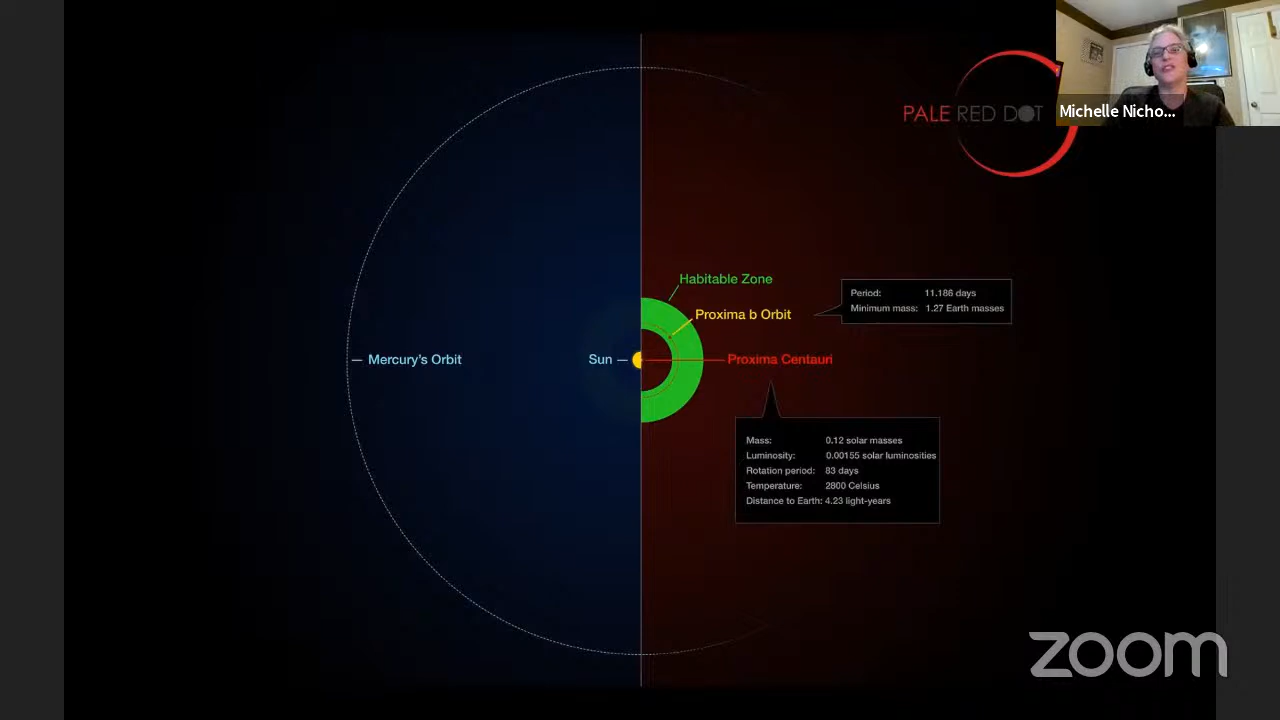 PALE RED DOT
Michelle Nicho...
Habitable Zone
Proxima b Orbit
Period: 11.186 days
Minimum mass: 1.27 Earth masses
Mercury's Orbit
Sun
Proxima Centauri
Mass: 0.12 solar masses
Luminosity: 0.00155 solar luminosities
Rotation period: 83 days
Temperature: 2800 Celsius
Distance to Earth: 4.23 light-years
zoom